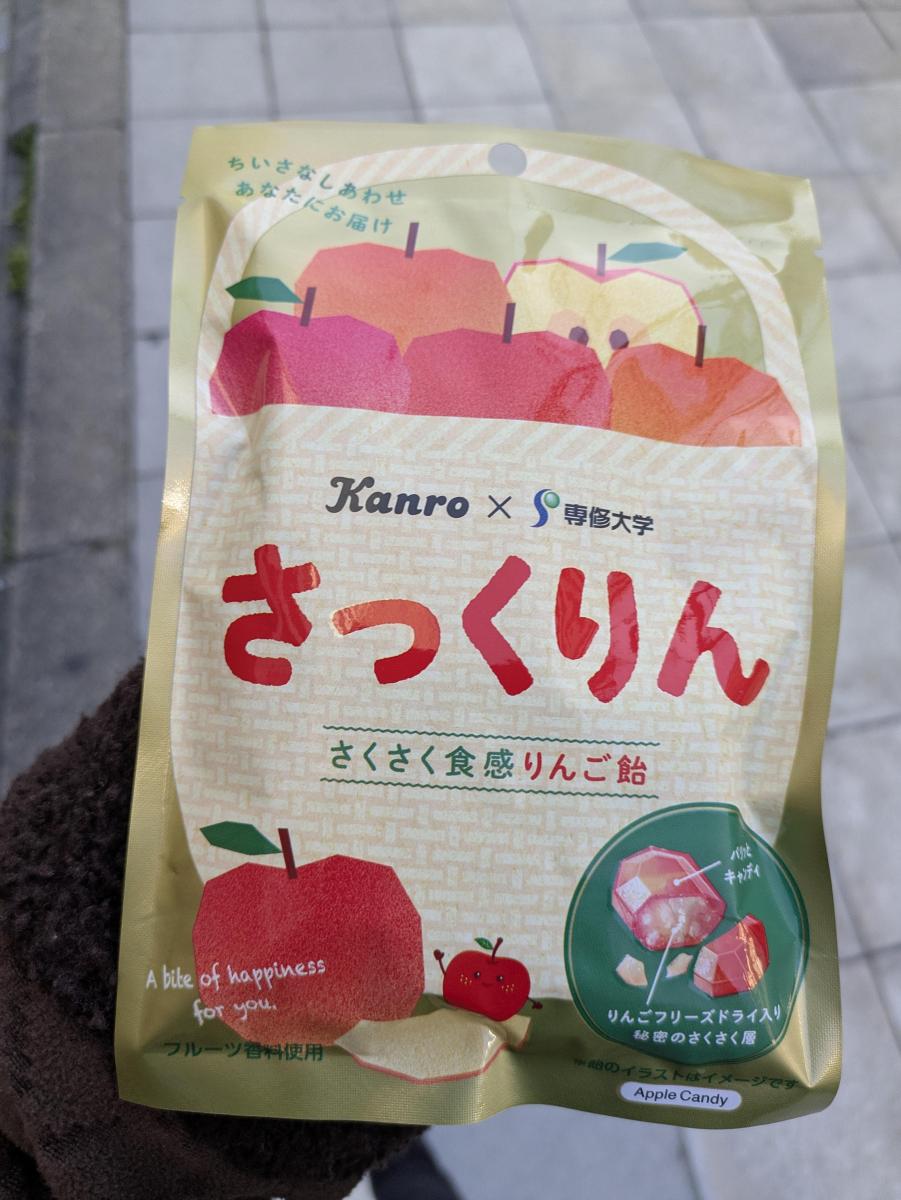 ちいさなしあわせ
あなたにお届け
Kanro × 専修大学
さっくりん
さくさく食感りんご飴
パリッと
キャンディ
A bite of happiness
for you.
りんごフリーズドライ入り
秘密のさくさく層
フルーツ香料使用
※飴のイラストはイメージです
Apple Candy